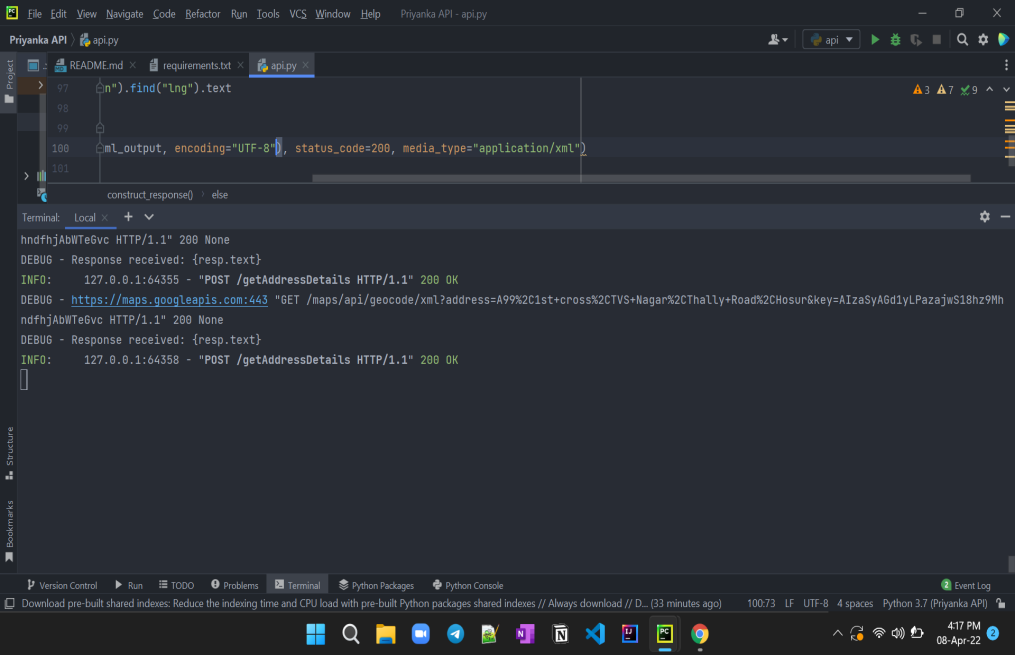 File Edit View Navigate Code Refactor Run Tools VCS Window Help Priyanka API - api.py
Priyanka API api.py api
Project README.md requirements.txt api.py
97 n").find("lng").text 3 7 9
98
99
100 ml_output, encoding="UTF-8"), status_code=200, media_type="application/xml")
101
construct_response() else
Terminal: Local
hndfhjAbWTeGvc HTTP/1.1" 200 None
DEBUG - Response received: {resp.text}
INFO: 127.0.0.1:64355 - "POST /getAddressDetails HTTP/1.1" 200 OK
DEBUG - https://maps.googleapis.com:443 "GET /maps/api/geocode/xml?address=A99%2C1st+cross%2CTVS+Nagar%2CThally+Road%2CHosur&key=AIzaSyAGd1yLPazajwS18hz9Mh
ndfhjAbWTeGvc HTTP/1.1" 200 None
DEBUG - Response received: {resp.text}
INFO: 127.0.0.1:64358 - "POST /getAddressDetails HTTP/1.1" 200 OK
Structure
Bookmarks
Version Control Run TODO Problems Terminal Python Packages Python Console 2 Event Log
Download pre-built shared indexes: Reduce the indexing time and CPU load with pre-built Python packages shared indexes // Always download // D... (33 minutes ago) 100:73 LF UTF-8 4 spaces Python 3.7 (Priyanka API)
4:17 PM
08-Apr-22 2